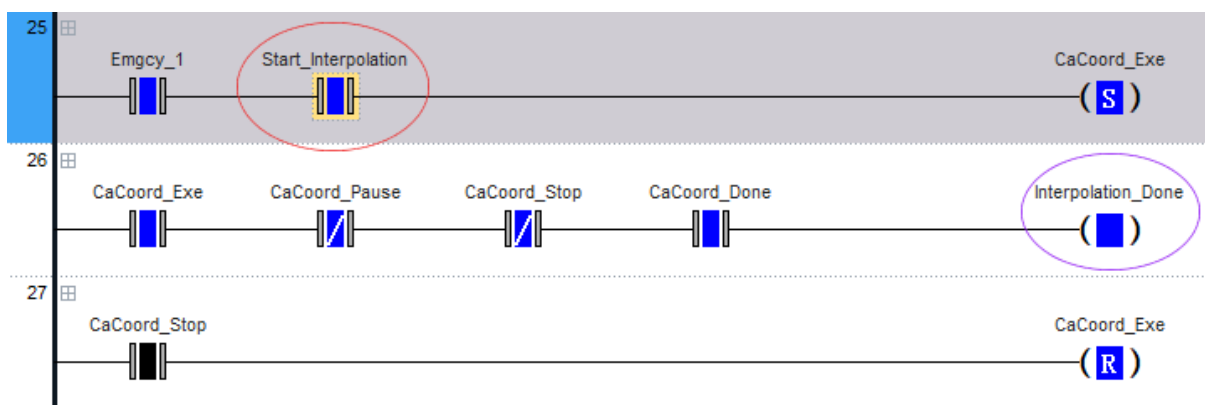 25
Emgcy_1 Start_Interpolation CaCoord_Exe
S
26
CaCoord_Exe CaCoord_Pause CaCoord_Stop CaCoord_Done Interpolation_Done
27
CaCoord_Stop CaCoord_Exe
R